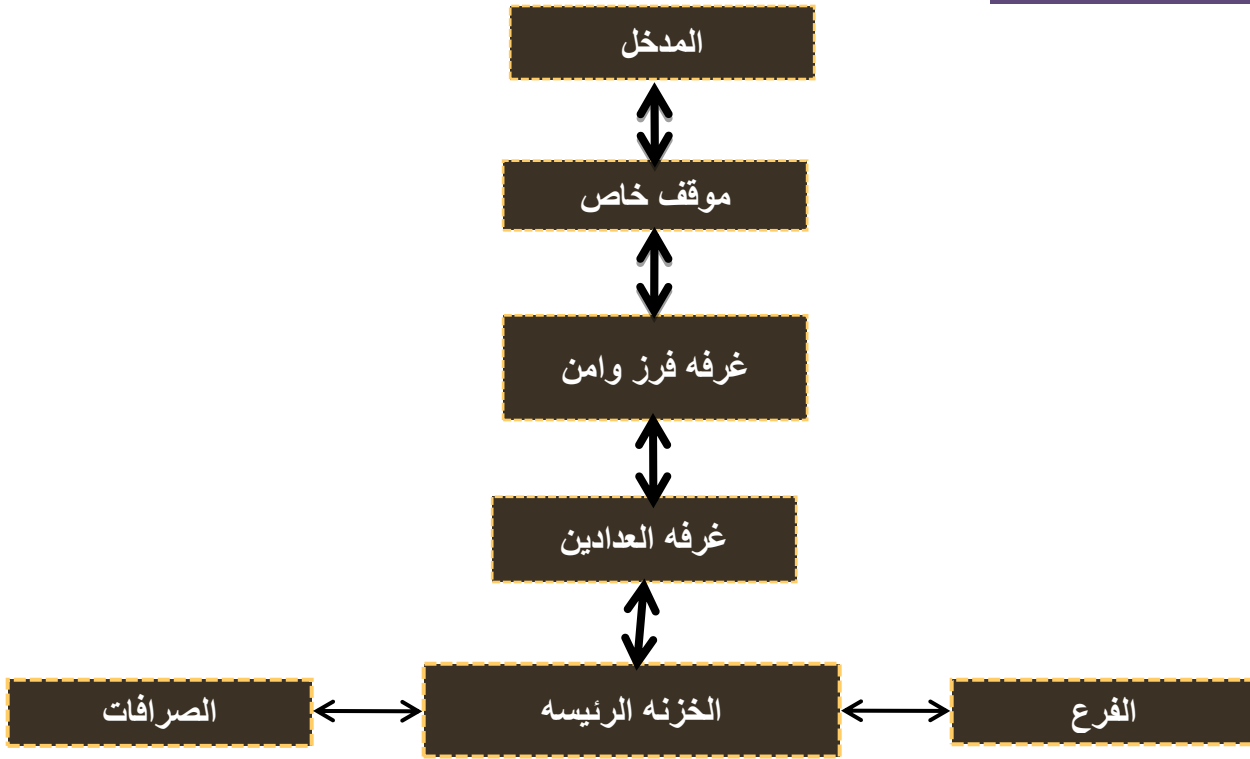 المدخل
موقف خاص
غرفه فرز وامن
غرفه العدادين
الخزنه الرئيسه
الصرافات
الفرع